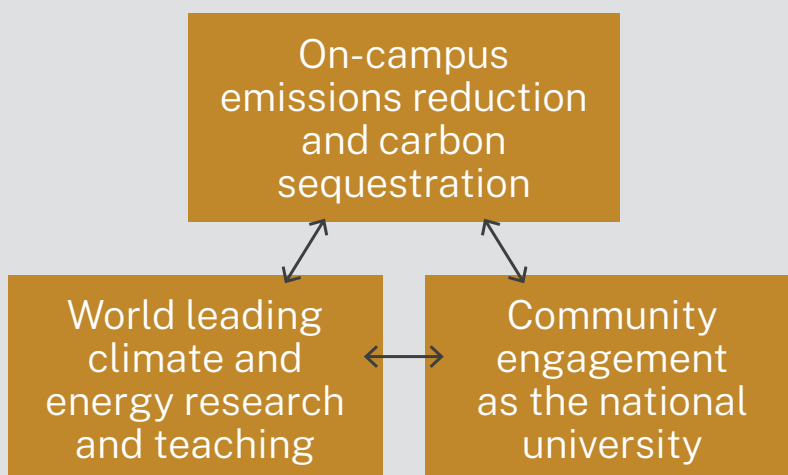 On-campus
emissions reduction
and carbon
sequestration
World leading
climate and
energy research
and teaching
Community
engagement
as the national
university